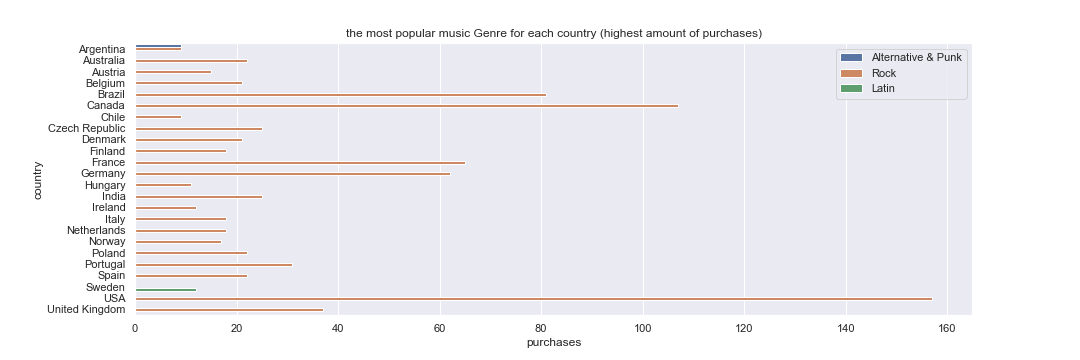 the most popular music Genre for each country (highest amount of purchases)
Alternative & Punk
Rock
Latin
country
Argentina
Australia
Austria
Belgium
Brazil
Canada
Chile
Czech Republic
Denmark
Finland
France
Germany
Hungary
India
Ireland
Italy
Netherlands
Norway
Poland
Portugal
Spain
Sweden
USA
United Kingdom
0 20 40 60 80 100 120 140 160
purchases